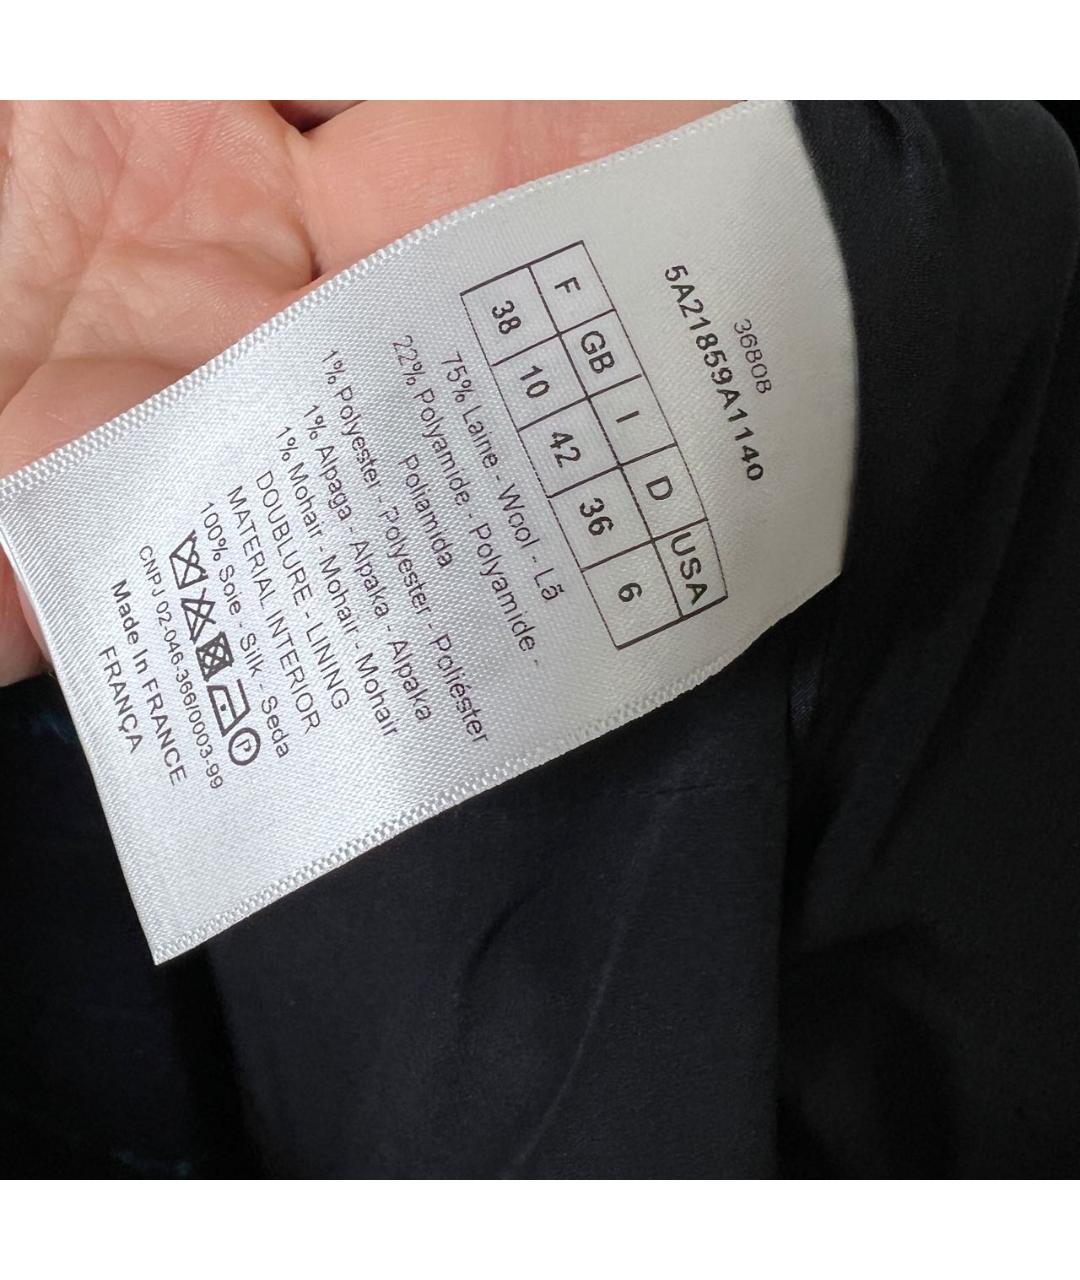 36808
5A21859A1140
F GB I D USA
38 10 42 36 6
75% Laine - Wool - Lã
22% Polyamide - Polyamide -
Poliamida
1% Polyester - Polyester - Poliéster
1% Alpaga - Alpaka - Alpaka
1% Mohair - Mohair - Mohair
DOUBLURE - LINING
MATERIAL INTERIOR
100% Soie - Silk - Seda
P
CNPJ 02-046-366/0003-99
Made In FRANCE
FRANÇA